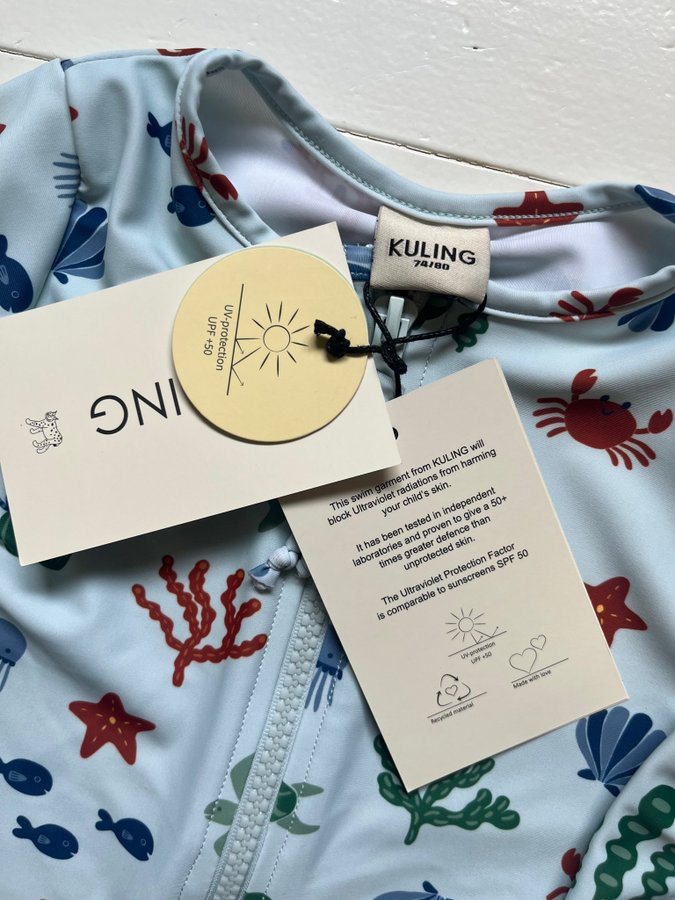 KULING
74/80
UV-protection
UPF +50
ING
This swim garment from KULING will
block Ultraviolet radiations from harming
your child's skin.
It has been tested in independent
laboratories and proven to give a 50+
times greater defence than
unprotected skin.
The Ultraviolet Protection Factor
is comparable to sunscreens SPF 50
UV-protection
UPF +50
Recycled material
Made with love